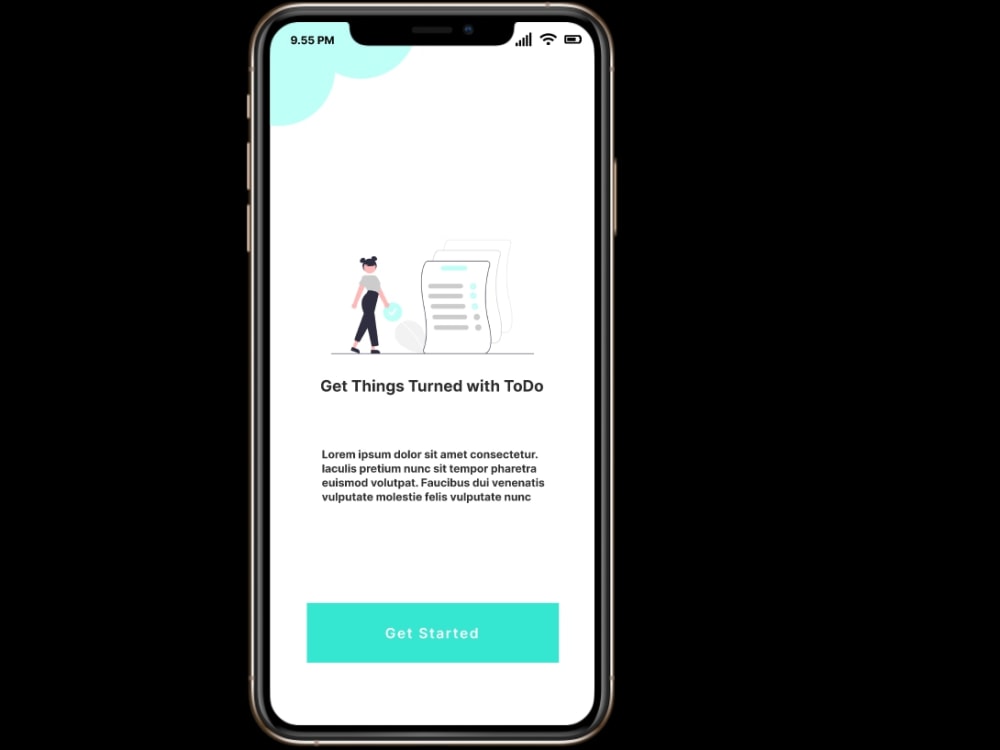 9.55 PM
Get Things Turned with ToDo
Lorem ipsum dolor sit amet consectetur.
Iaculis pretium nunc sit tempor pharetra
euismod volutpat. Faucibus dui venenatis
vulputate molestie felis vulputate nunc
Get Started